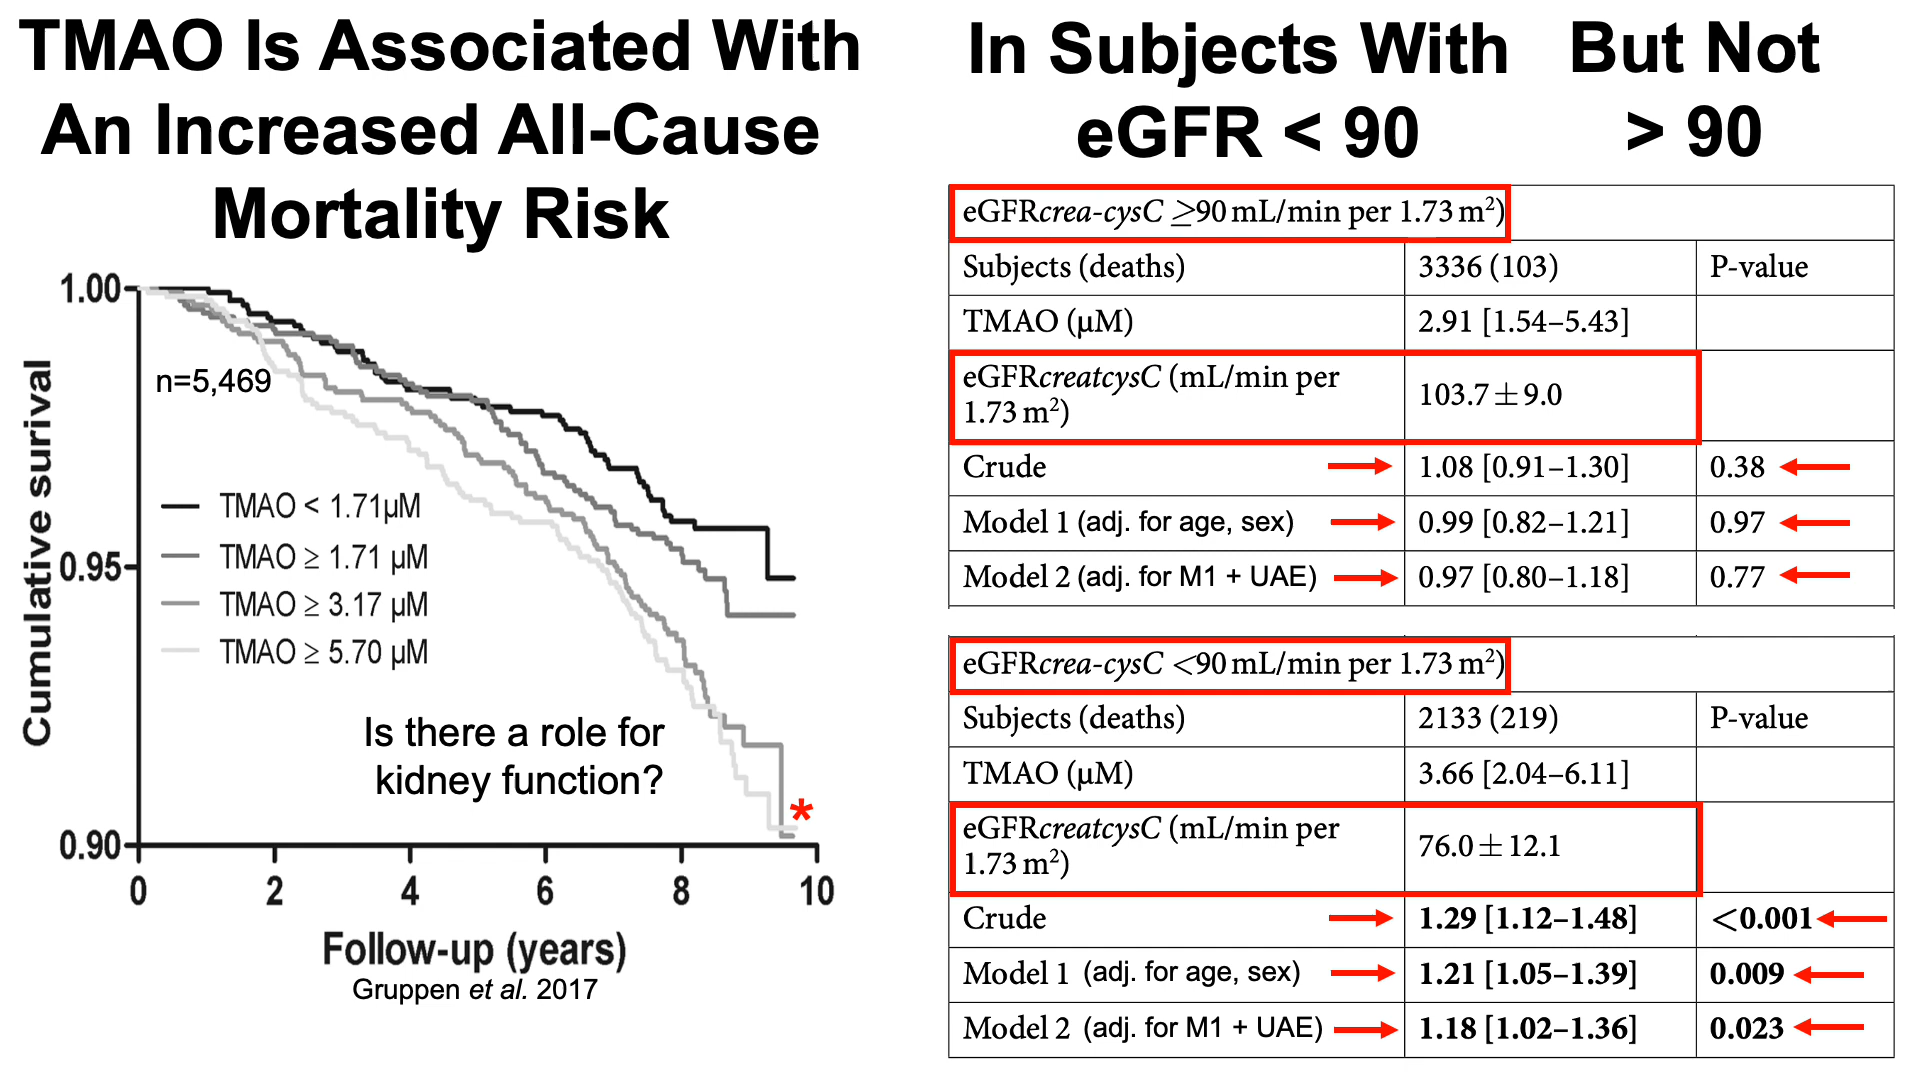 TMAO Is Associated With
An Increased All-Cause
Mortality Risk
1.00
0.95
0.90
Cumulative surival
n=5,469
TMAO < 1.71µM
TMAO ≥ 1.71 µM
TMAO ≥ 3.17 µM
TMAO ≥ 5.70 µM
Is there a role for
kidney function?
*
0 2 4 6 8 10
Follow-up (years)
Gruppen et al. 2017
In Subjects With But Not
eGFR < 90 > 90
eGFRcrea-cysC ≥90 mL/min per 1.73 m²)
Subjects (deaths) 3336 (103) P-value
TMAO (µM) 2.91 [1.54–5.43]
eGFRcreatcysC (mL/min per
1.73 m²) 103.7 ± 9.0
Crude 1.08 [0.91–1.30] 0.38
Model 1 (adj. for age, sex) 0.99 [0.82–1.21] 0.97
Model 2 (adj. for M1 + UAE) 0.97 [0.80–1.18] 0.77
eGFRcrea-cysC <90 mL/min per 1.73 m²)
Subjects (deaths) 2133 (219) P-value
TMAO (µM) 3.66 [2.04–6.11]
eGFRcreatcysC (mL/min per
1.73 m²) 76.0 ± 12.1
Crude 1.29 [1.12–1.48] <0.001
Model 1 (adj. for age, sex) 1.21 [1.05–1.39] 0.009
Model 2 (adj. for M1 + UAE) 1.18 [1.02–1.36] 0.023